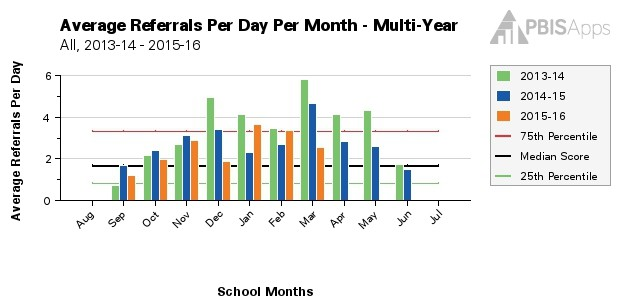 Average Referrals Per Day Per Month - Multi-Year
All, 2013-14 - 2015-16
PBISApps
Average Referrals Per Day
6
4
2
0
Aug Sep Oct Nov Dec Jan Feb Mar Apr May Jun Jul
School Months
2013-14
2014-15
2015-16
75th Percentile
Median Score
25th Percentile